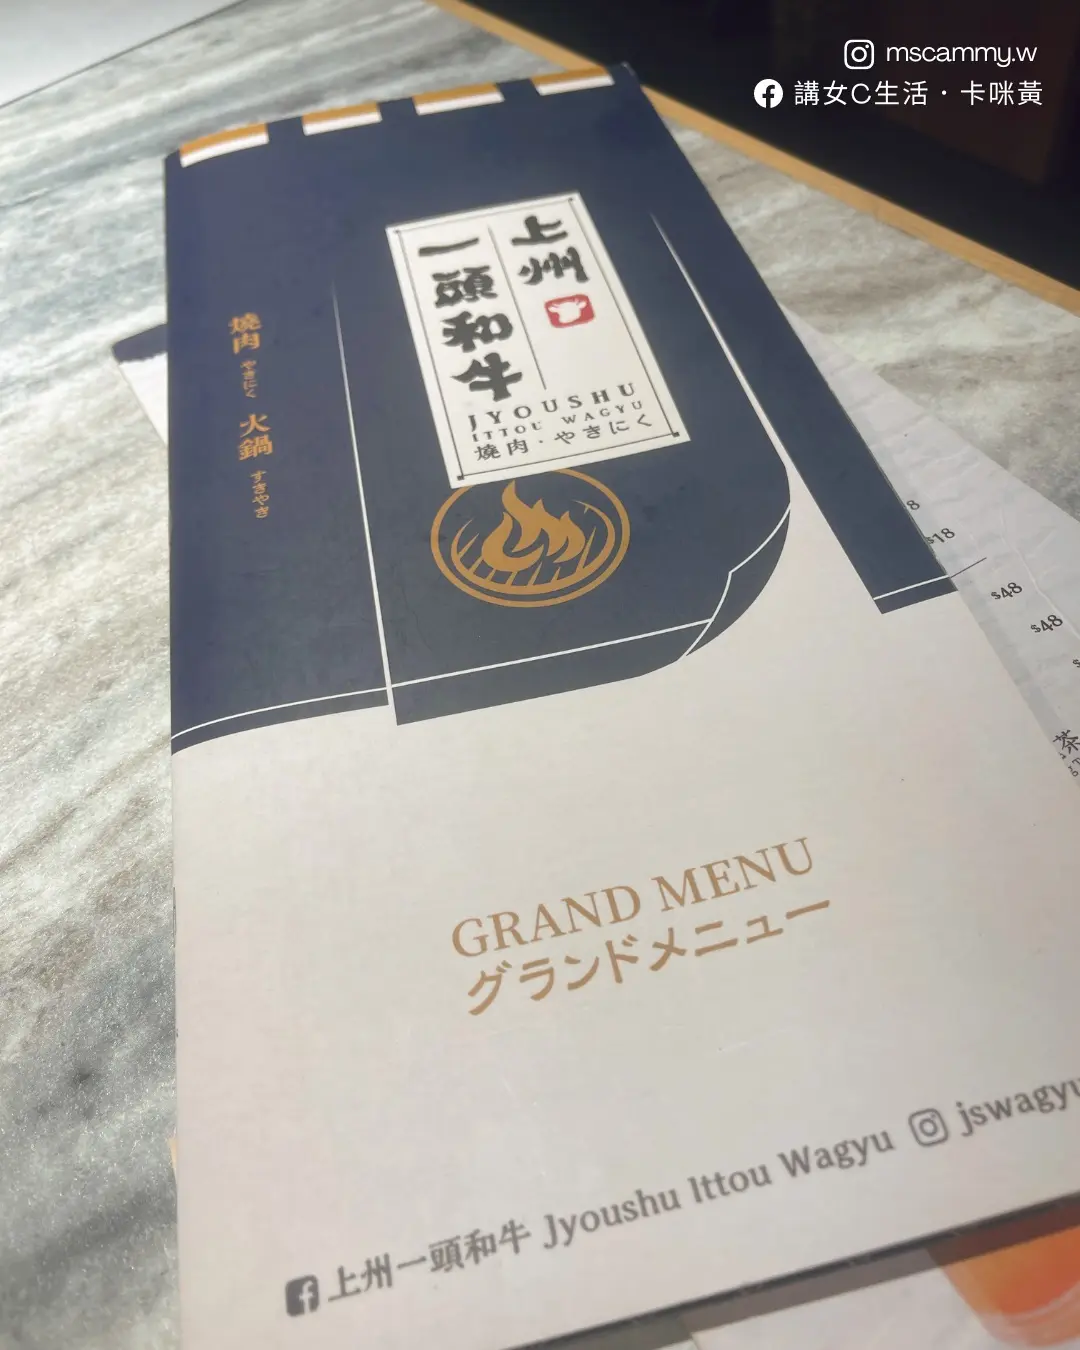 mscammy.w
講女C生活・卡咪黃
上州
一頭和牛
JYOUSHU
ITTOU WAGYU
燒肉・やきにく
燒肉 やきにく 火鍋 すきやき
8
$18
$48
$48
茶
GRAND MENU
グランドメニュー
上州一頭和牛 Jyoushu Ittou Wagyu jswagyu